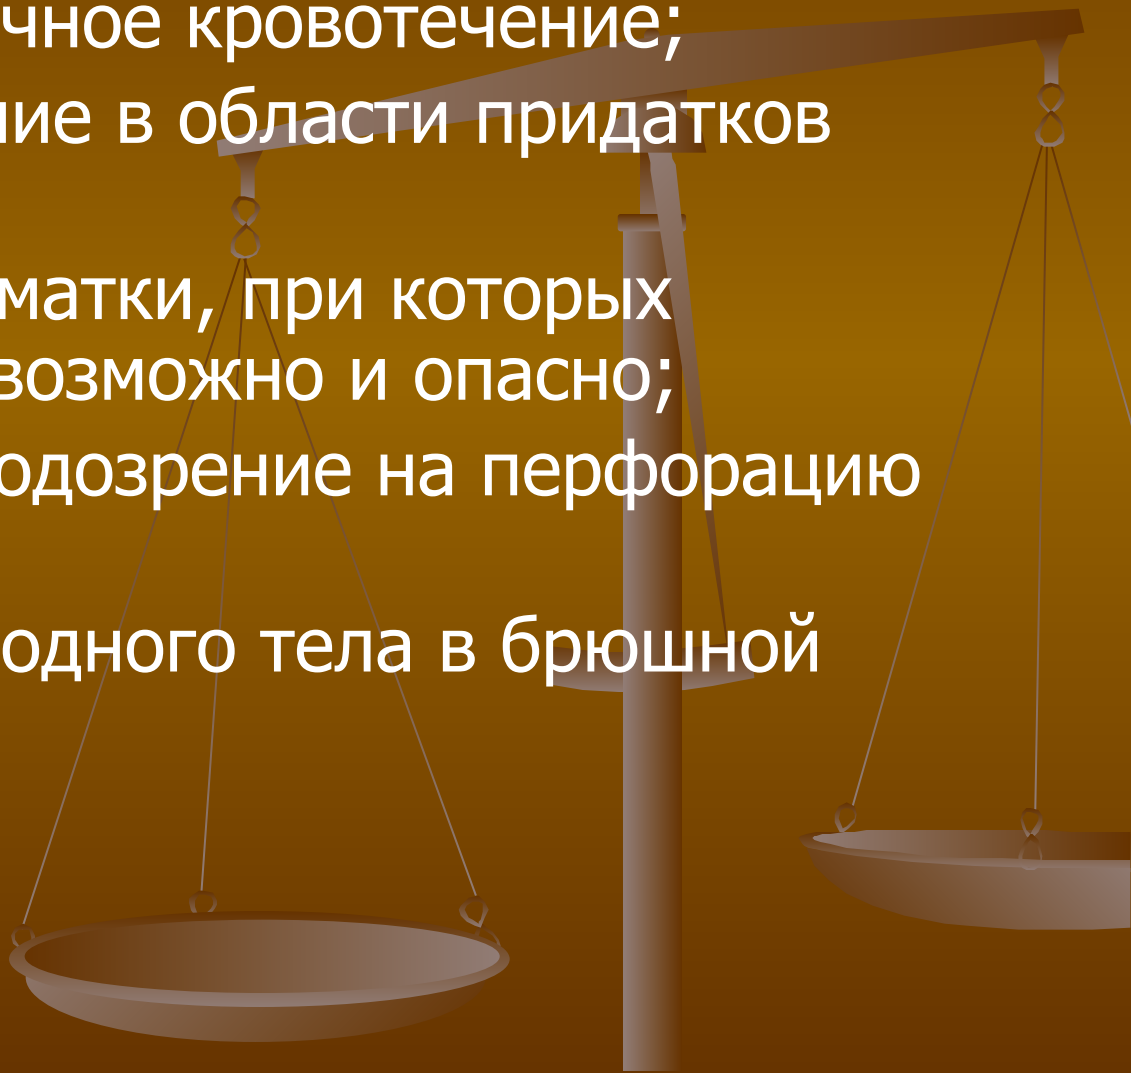 чное кровотечение;
ние в области придатков
матки, при которых
возможно и опасно;
одозрение на перфорацию
одного тела в брюшной